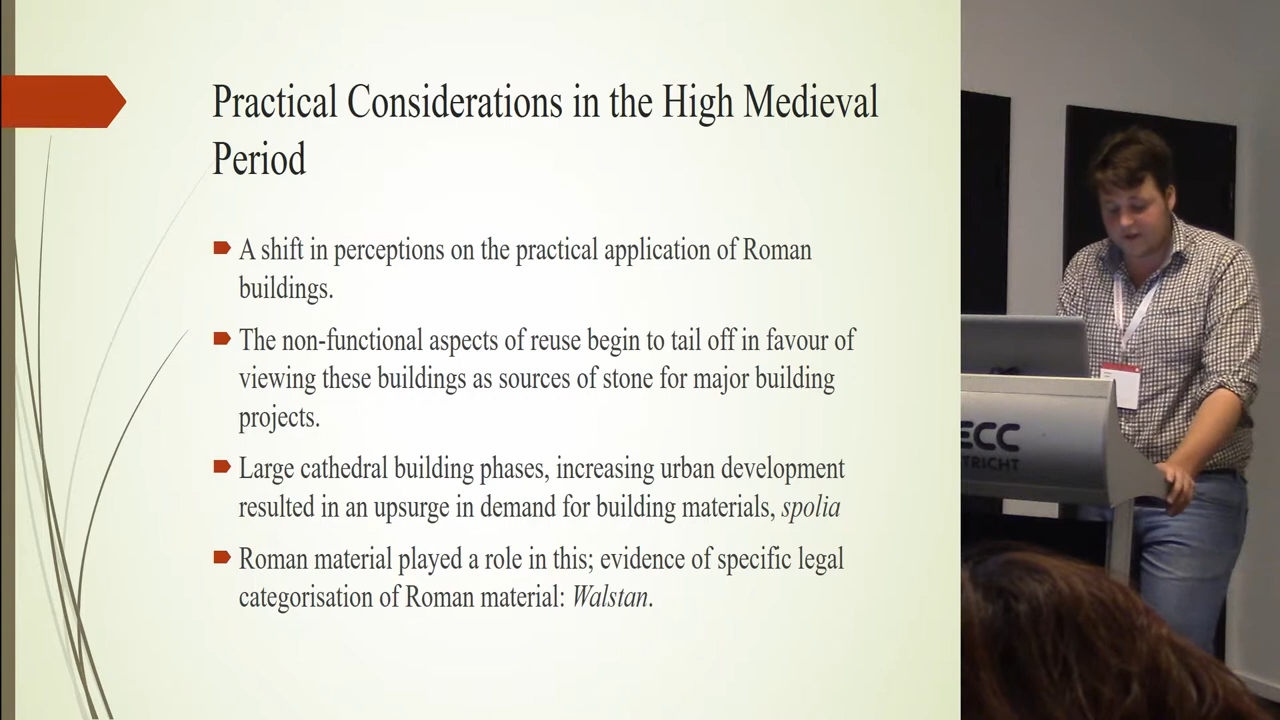 Practical Considerations in the High Medieval
Period
A shift in perceptions on the practical application of Roman
buildings.
The non-functional aspects of reuse begin to tail off in favour of
viewing these buildings as sources of stone for major building
projects.
Large cathedral building phases, increasing urban development
resulted in an upsurge in demand for building materials, spolia
Roman material played a role in this; evidence of specific legal
categorisation of Roman material: Walstan.
ECC
TRICHT